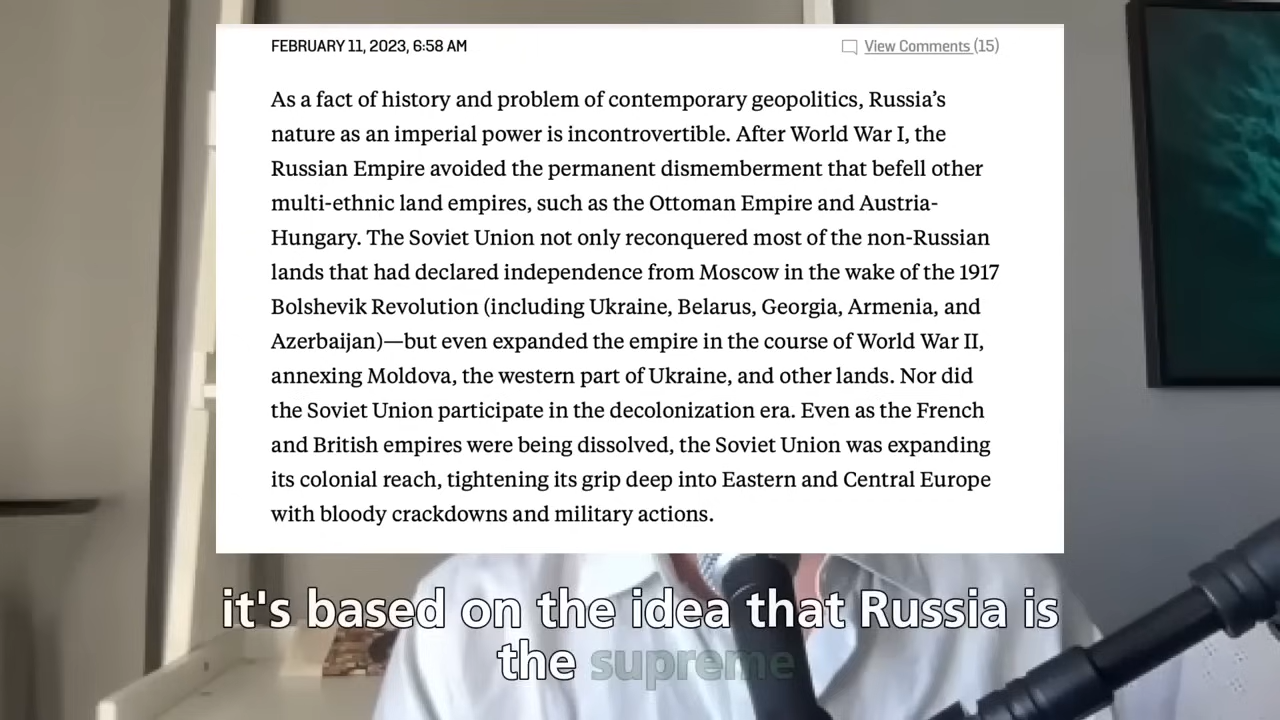 FEBRUARY 11, 2023, 6:58 AM
View Comments (15)
As a fact of history and problem of contemporary geopolitics, Russia’s
nature as an imperial power is incontrovertible. After World War I, the
Russian Empire avoided the permanent dismemberment that befell other
multi-ethnic land empires, such as the Ottoman Empire and Austria-
Hungary. The Soviet Union not only reconquered most of the non-Russian
lands that had declared independence from Moscow in the wake of the 1917
Bolshevik Revolution (including Ukraine, Belarus, Georgia, Armenia, and
Azerbaijan)—but even expanded the empire in the course of World War II,
annexing Moldova, the western part of Ukraine, and other lands. Nor did
the Soviet Union participate in the decolonization era. Even as the French
and British empires were being dissolved, the Soviet Union was expanding
its colonial reach, tightening its grip deep into Eastern and Central Europe
with bloody crackdowns and military actions.
it's based on the idea that Russia is
the supreme